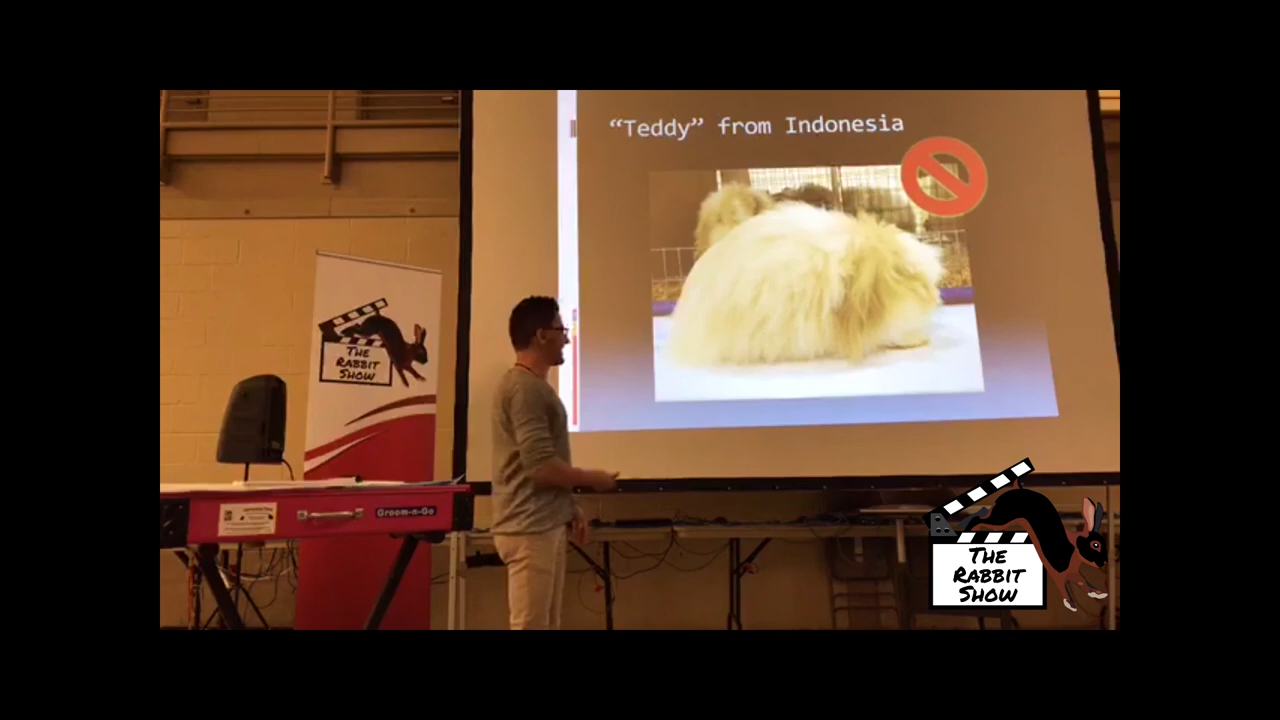 “Teddy” from Indonesia
THE
RABBIT
SHOW
Groom-n-Go
THE
RABBIT
SHOW